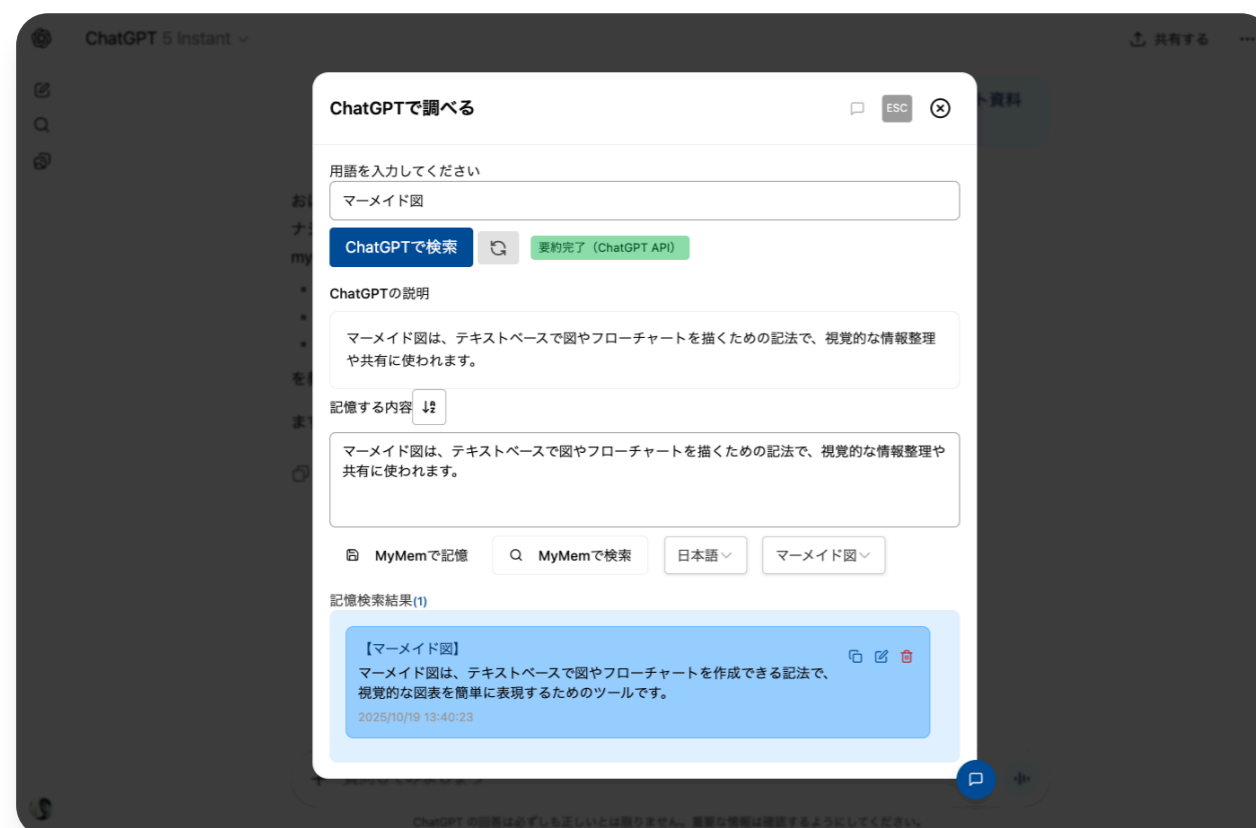 ChatGPT 5 Instant
共有する
ト資料
ChatGPTで調べる
ESC
用語を入力してください
マーメイド図
ChatGPTで検索
要約完了（ChatGPT API）
ChatGPTの説明
マーメイド図は、テキストベースで図やフローチャートを描くための記法で、視覚的な情報整理
や共有に使われます。
記憶する内容
マーメイド図は、テキストベースで図やフローチャートを描くための記法で、視覚的な情報整理や
共有に使われます。
MyMemで記憶
MyMemで検索
日本語
マーメイド図
記憶検索結果(1)
【マーメイド図】
マーメイド図は、テキストベースで図やフローチャートを作成できる記法で、
視覚的な図表を簡単に表現するためのツールです。
2025/10/19 13:40:23
ChatGPT の回答は必ずしも正しいとは限りません。重要な情報は確認するようにしてください。